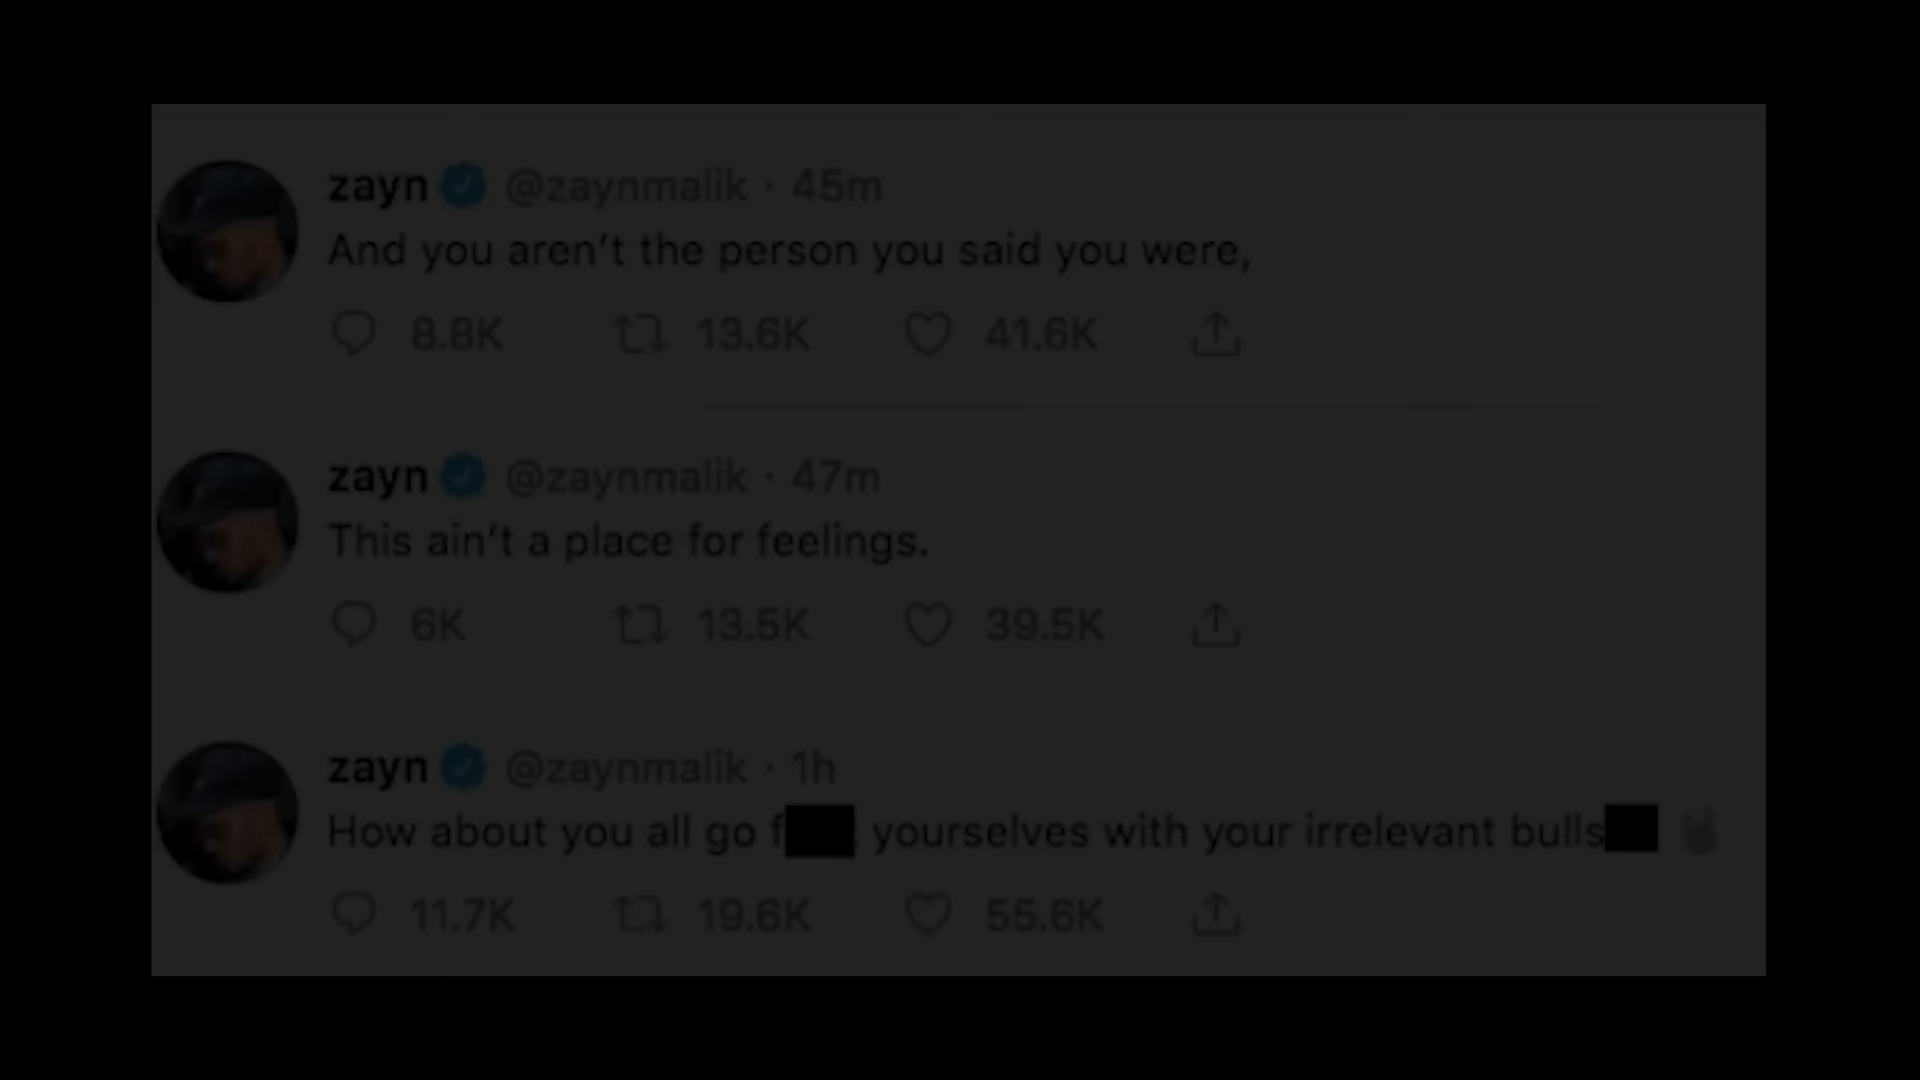 zayn @zaynmalik · 45m
And you aren’t the person you said you were,
8.8K 13.6K 41.6K
zayn @zaynmalik · 47m
This ain’t a place for feelings.
6K 13.5K 39.5K
zayn @zaynmalik · 1h
How about you all go f yourselves with your irrelevant bulls 🤘
11.7K 19.6K 55.6K